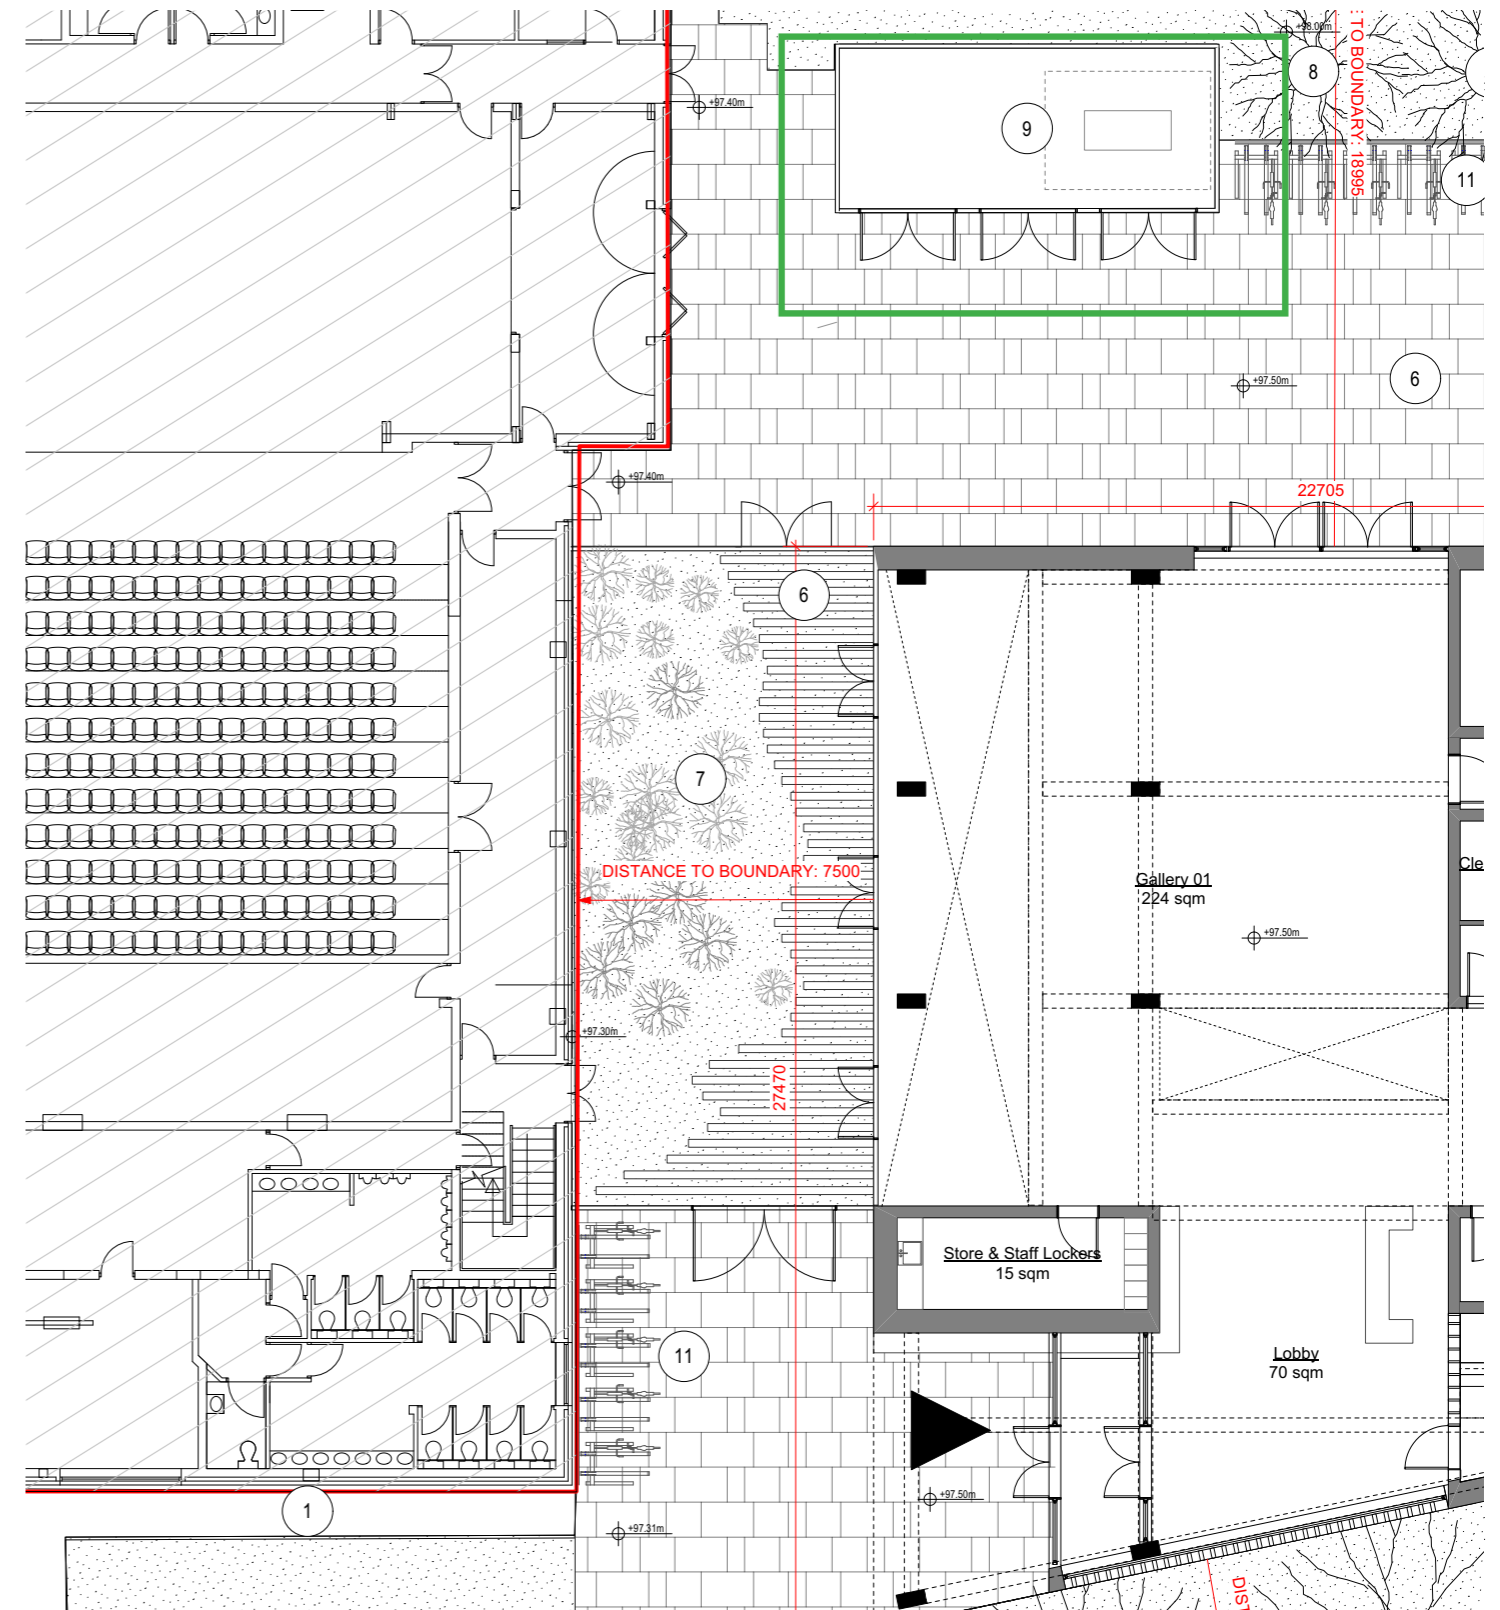 +98.00m
E TO BOUNDARY: 18995
8
+97.40m
9
11
+97.50m
6
+97.40m
22705
6
7
DISTANCE TO BOUNDARY: 7500
Gallery 01
224 sqm
Cle
+97.50m
+97.30m
27470
Store & Staff Lockers
15 sqm
11
Lobby
70 sqm
+97.50m
1
+97.31m
DIST